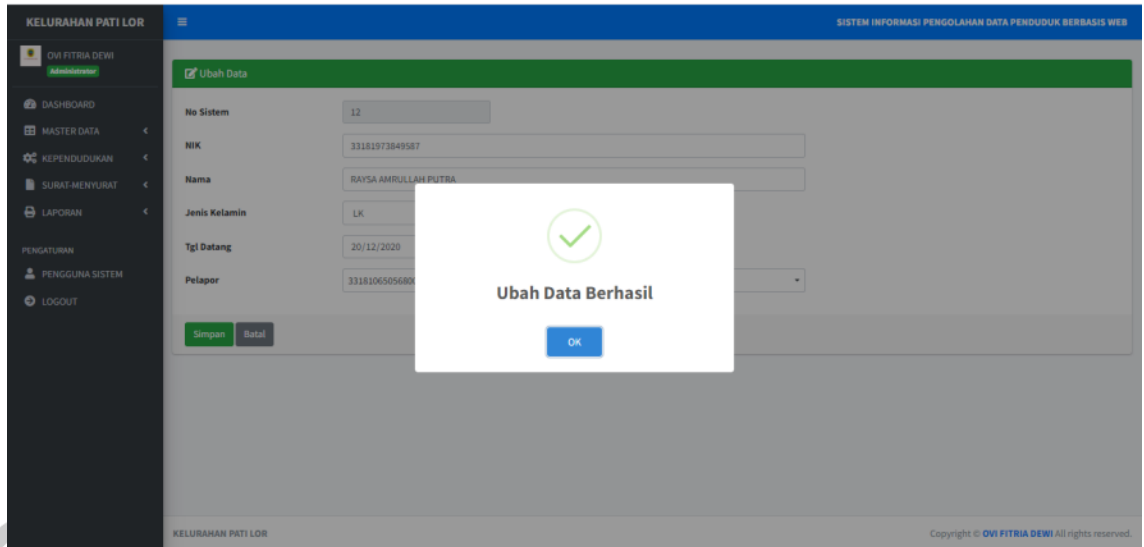 KELURAHAN PATI LOR
SISTEM INFORMASI PENGOLAHAN DATA PENDUDUK BERBASIS WEB
OVI FITRIA DEWI
Administrator
DASHBOARD
MASTER DATA
KEPENDUDUKAN
SURAT-MENYURAT
LAPORAN
PENGATURAN
PENGGUNA SISTEM
LOGOUT
Ubah Data
No Sistem 12
NIK 33181973849587
Nama RAYSA AMRULLAH PUTRA
Jenis Kelamin LK
Tgl Datang 20/12/2020
Pelapor
Simpan Batal
Ubah Data Berhasil
OK
KELURAHAN PATI LOR
Copyright © OVI FITRIA DEWI All rights reserved.